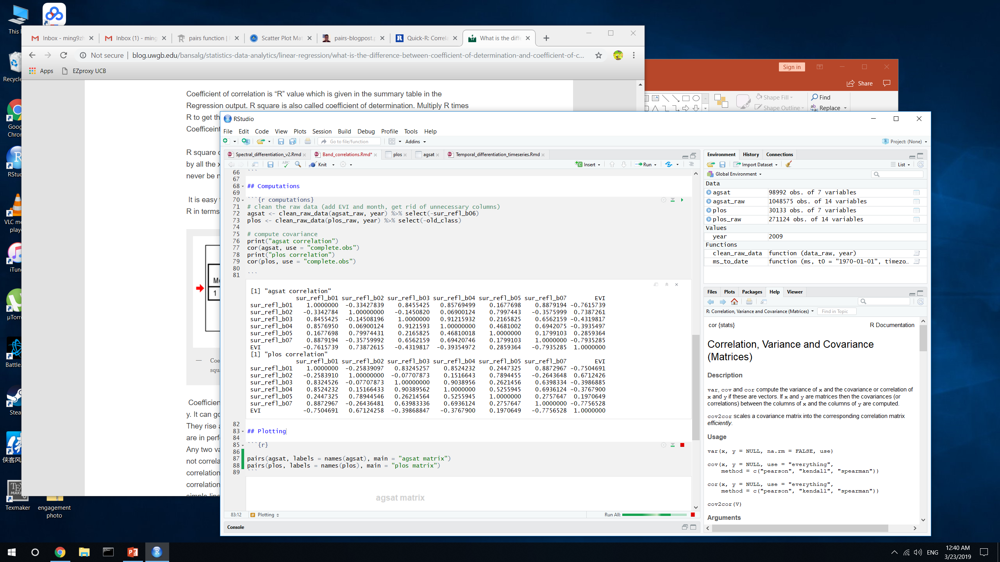 This
Recycle
Goog
Chron
RStud
VLC me
playe
iTune
µTorre
Battle.
Stea
侠客风
Texmaker
engagement
photo
Inbox - ming9zh
Inbox (1) - ming
pairs function |
Scatter Plot Mat
pairs-blogpost.p
Quick-R: Correla
What is the diffe
Not secure | blog.uwgb.edu/bansalg/statistics-data-analytics/linear-regression/what-is-the-difference-between-coefficient-of-determination-and-coefficient-of-c...
Apps EZproxy UCB
Coefficient of correlation is “R” value which is given in the summary table in the
Regression output. R square is also called coefficient of determination. Multiply R times
R to get th
Coefficeint
R square c
by all the x
never be n
It is easy
R in terms
Mo
1
Coe
squa
Coefficien
y. It can go
They rise a
are in perfe
Any two va
not correla
correlation
correlation
simple line
Sign in
Share
Shape Fill
Find
Shape Outline
Replace
RStudio
File Edit Code View Plots Session Build Debug Profile Tools Help
Go to file/function Addins Project: (None)
Spectral_differentiation_v2.Rmd Band_correlations.Rmd* plos agsat Temporal_differentiation_timeseries.Rmd
ABC Knit Insert Run
66 ```
67
68 ## Computations
69
70 ```{r computations}
71 # clean the raw data (add EVI and month, get rid of unnecessary columns)
72 agsat <- clean_raw_data(agsat_raw, year) %>% select(-sur_refl_b06)
73 plos <- clean_raw_data(plos_raw, year) %>% select(-old_class)
74
75 # compute covariance
76 print("agsat correlation")
77 cor(agsat, use = "complete.obs")
78 print("plos correlation")
79 cor(plos, use = "complete.obs")
80
81 ```
[1] "agsat correlation"
sur_refl_b01 sur_refl_b02 sur_refl_b03 sur_refl_b04 sur_refl_b05 sur_refl_b07 EVI
sur_refl_b01 1.0000000 -0.33427839 0.8455425 0.85769499 0.1677698 0.8879194 -0.7615739
sur_refl_b02 -0.3342784 1.00000000 -0.1450820 0.06900124 0.7997443 -0.3575999 0.7387261
sur_refl_b03 0.8455425 -0.14508196 1.0000000 0.91215932 0.2165825 0.6562159 -0.4319817
sur_refl_b04 0.8576950 0.06900124 0.9121593 1.00000000 0.4681002 0.6942075 -0.3935497
sur_refl_b05 0.1677698 0.79974431 0.2165825 0.46810018 1.0000000 0.1799103 0.2859364
sur_refl_b07 0.8879194 -0.35759992 0.6562159 0.69420746 0.1799103 1.0000000 -0.7935285
EVI -0.7615739 0.73872615 -0.4319817 -0.39354972 0.2859364 -0.7935285 1.0000000
[1] "plos correlation"
sur_refl_b01 sur_refl_b02 sur_refl_b03 sur_refl_b04 sur_refl_b05 sur_refl_b07 EVI
sur_refl_b01 1.0000000 -0.25839097 0.83245257 0.8524232 0.2447325 0.8872967 -0.7504691
sur_refl_b02 -0.2583910 1.00000000 -0.07707873 0.1516643 0.7894455 -0.2643648 0.6712426
sur_refl_b03 0.8324526 -0.07707873 1.00000000 0.9038956 0.2621456 0.6398334 -0.3986885
sur_refl_b04 0.8524232 0.15166433 0.90389562 1.0000000 0.5255945 0.6936124 -0.3767900
sur_refl_b05 0.2447325 0.78944546 0.26214564 0.5255945 1.0000000 0.2757647 0.1970649
sur_refl_b07 0.8872967 -0.26436481 0.63983336 0.6936124 0.2757647 1.0000000 -0.7756528
EVI -0.7504691 0.67124258 -0.39868847 -0.3767900 0.1970649 -0.7756528 1.0000000
82
83 ## Plotting
84
85 ```{r}
86
87 pairs(agsat, labels = names(agsat), main = "agsat matrix")
88 pairs(plos, labels = names(plos), main = "plos matrix")
89 ```
agsat matrix
83:12 Plotting Run All:
Console
Environment History Connections
Import Dataset List
Global Environment
Data
agsat 98992 obs. of 7 variables
agsat_raw 1048575 obs. of 14 variables
plos 30133 obs. of 7 variables
plos_raw 271124 obs. of 14 variables
Values
year 2009
Functions
clean_raw_data function (data_raw, year)
ms_to_date function (ms, t0 = "1970-01-01", timezo…
Files Plots Packages Help Viewer
R: Correlation, Variance and Covariance (Matrices) Find in Topic
cor {stats} R Documentation
Correlation, Variance and Covariance
(Matrices)
Description
var, cov and cor compute the variance of x and the covariance or correlation of
x and y if these are vectors. If x and y are matrices then the covariances (or
correlations) between the columns of x and the columns of y are computed.
cov2cor scales a covariance matrix into the corresponding correlation matrix
efficiently.
Usage
var(x, y = NULL, na.rm = FALSE, use)
cov(x, y = NULL, use = "everything",
method = c("pearson", "kendall", "spearman"))
cor(x, y = NULL, use = "everything",
method = c("pearson", "kendall", "spearman"))
cov2cor(V)
Arguments
ENG
12:40 AM
3/23/2019